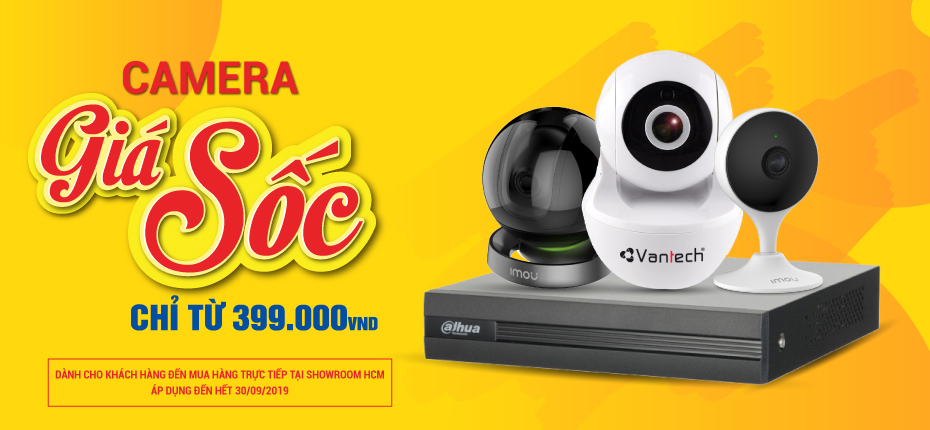 CAMERA
Giá
Sốc
CHỈ TỪ 399.000VND
DÀNH CHO KHÁCH HÀNG ĐẾN MUA HÀNG TRỰC TIẾP TẠI SHOWROOM HCM
ÁP DỤNG ĐẾN HẾT 30/09/2019
imou
Vantech®
imou
alhua